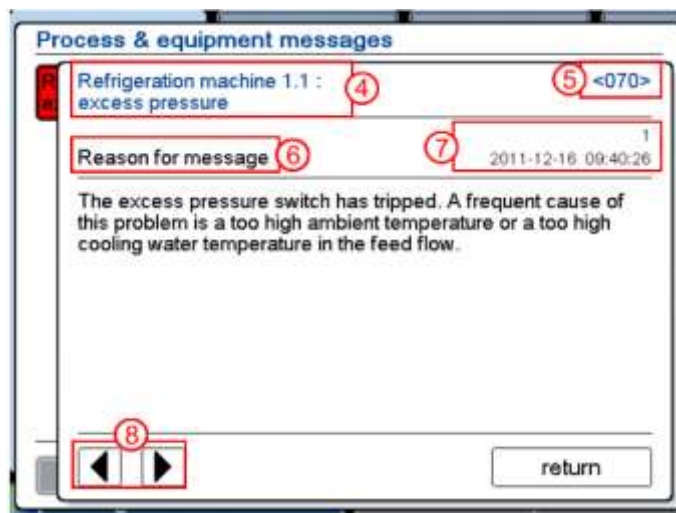 Process & equipment messages
Refrigeration machine 1.1 :
excess pressure
4
5
<070>
Reason for message
6
7
1
2011-12-16 09:40:26
The excess pressure switch has tripped. A frequent cause of
this problem is a too high ambient temperature or a too high
cooling water temperature in the feed flow.
8
return